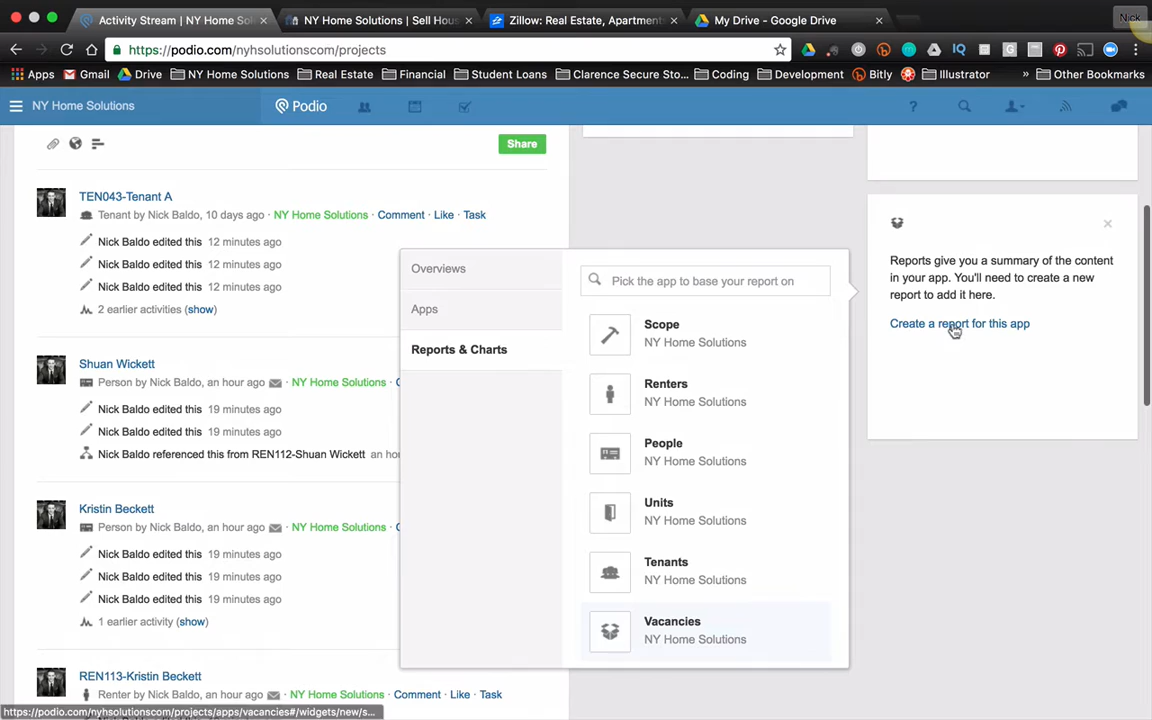 Activity Stream | NY Home Sol
NY Home Solutions | Sell Hous
Zillow: Real Estate, Apartment
My Drive - Google Drive
Nick
https://podio.com/nyhsolutionscom/projects
Apps
Gmail
Drive
NY Home Solutions
Real Estate
Financial
Student Loans
Clarence Secure Sto...
Coding
Development
Bitly
Illustrator
»
Other Bookmarks
NY Home Solutions
Podio
?
Share
TEN043-Tenant A
Tenant by Nick Baldo, 10 days ago · NY Home Solutions · Comment · Like · Task
Nick Baldo edited this 12 minutes ago
Nick Baldo edited this 12 minutes ago
Nick Baldo edited this 12 minutes ago
2 earlier activities (show)
Shuan Wickett
Person by Nick Baldo, an hour ago · NY Home Solutions · C
Nick Baldo edited this 19 minutes ago
Nick Baldo edited this 19 minutes ago
Nick Baldo referenced this from REN112-Shuan Wickett an hou
Kristin Beckett
Person by Nick Baldo, an hour ago · NY Home Solutions · C
Nick Baldo edited this 19 minutes ago
Nick Baldo edited this 19 minutes ago
Nick Baldo edited this 19 minutes ago
1 earlier activity (show)
REN113-Kristin Beckett
Renter by Nick Baldo, an hour ago · NY Home Solutions · Comment · Like · Task
https://podio.com/nyhsolutionscom/projects/apps/vacancies#/widgets/new/s...
Overviews
Apps
Reports & Charts
Pick the app to base your report on
Scope
NY Home Solutions
Renters
NY Home Solutions
People
NY Home Solutions
Units
NY Home Solutions
Tenants
NY Home Solutions
Vacancies
NY Home Solutions
Reports give you a summary of the content
in your app. You'll need to create a new
report to add it here.
Create a report for this app